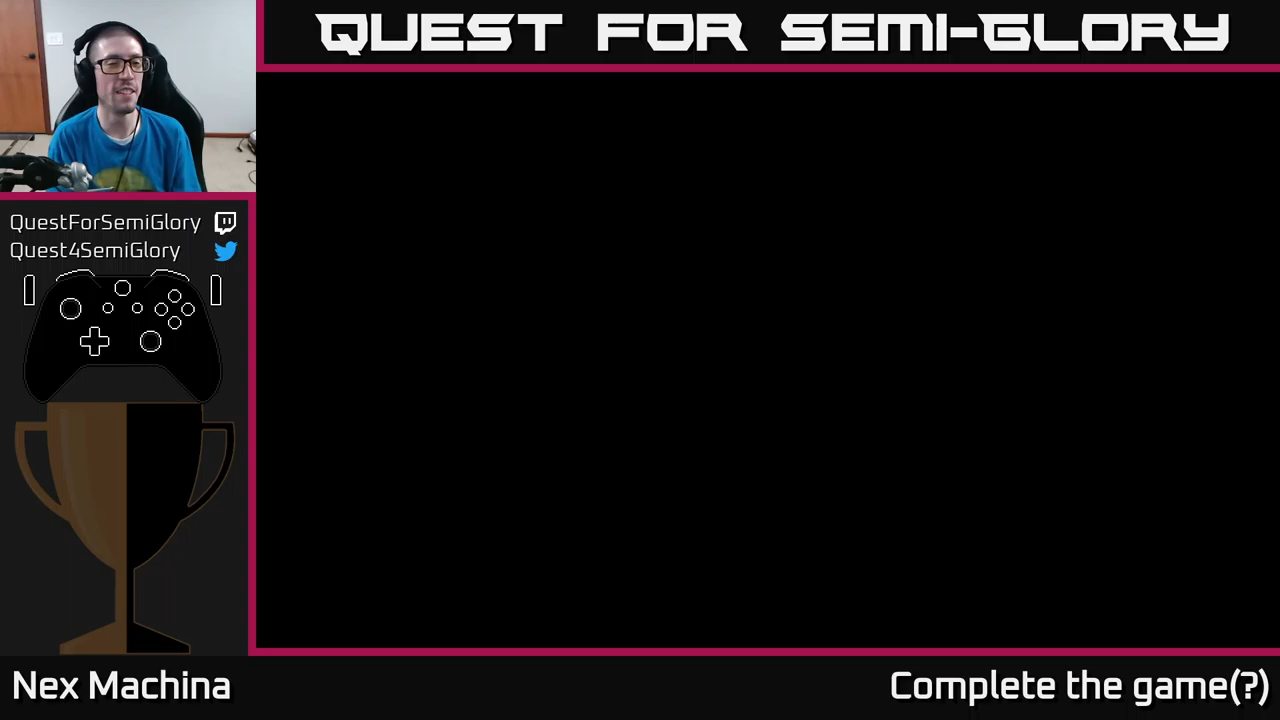 QUEST FOR SEMI-GLORY
QuestForSemiGlory
Quest4SemiGlory
Nex Machina
Complete the game(?)